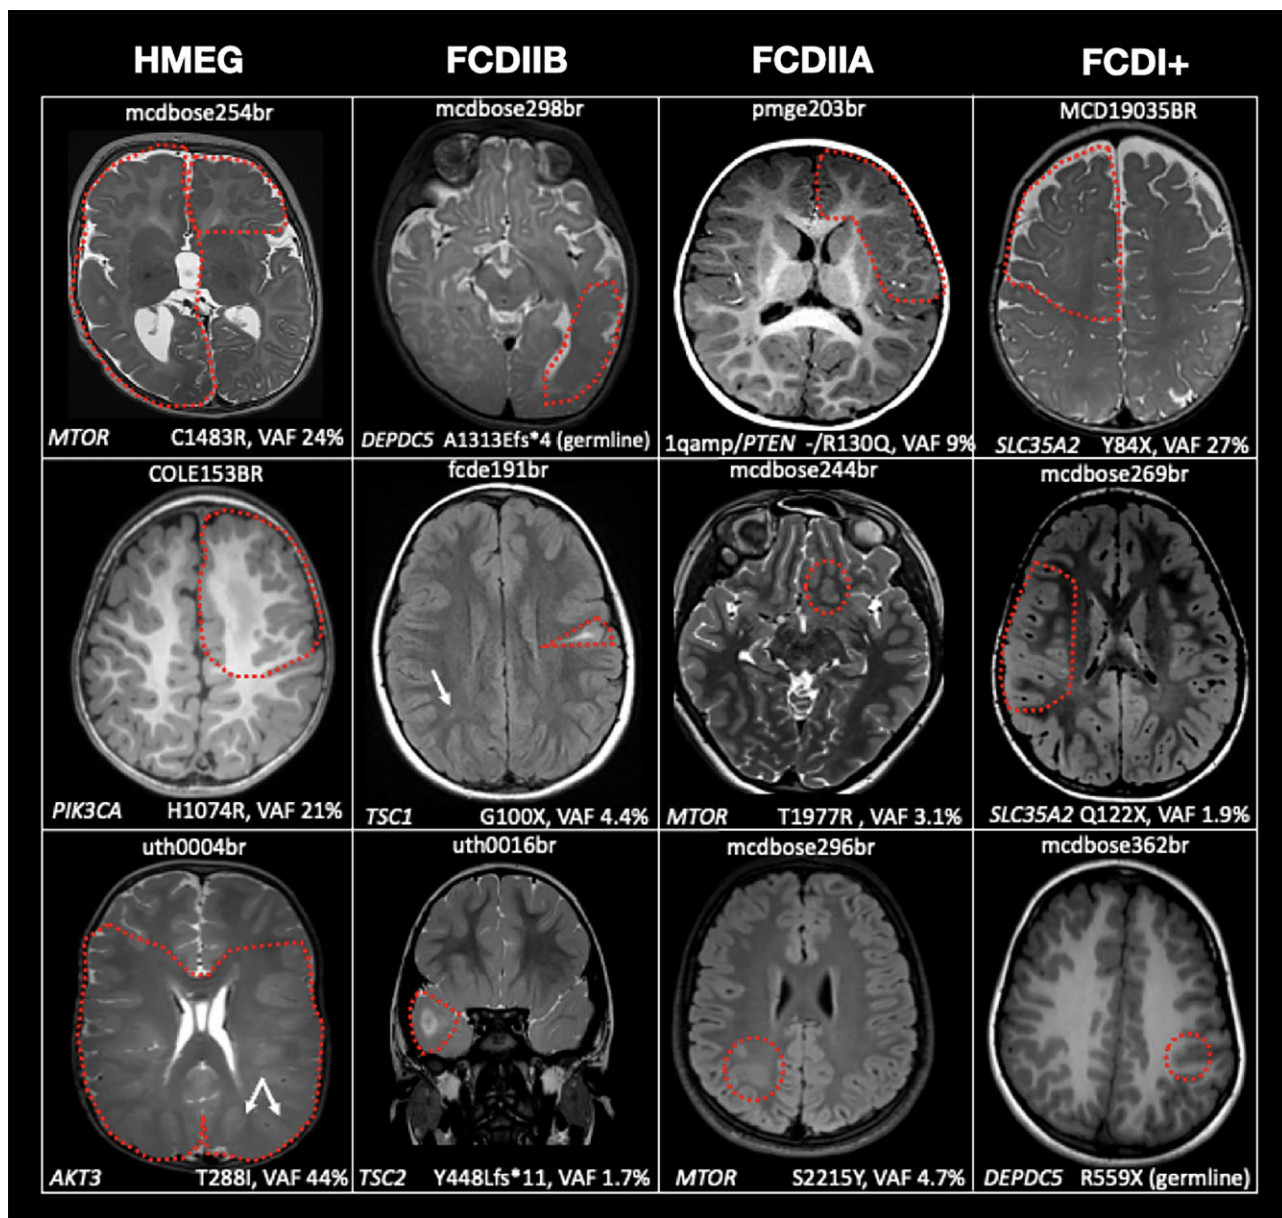 HMEG FCDIIB FCDIIA FCDI+
mcdbose254br mcdbose298br pmge203br MCD19035BR
MTOR C1483R, VAF 24% DEPDC5 A1313Efs*4 (germline) 1qamp/PTEN -/R130Q, VAF 9% SLC35A2 Y84X, VAF 27%
COLE153BR fcde191br mcdbose244br mcdbose269br
PIK3CA H1074R, VAF 21% TSC1 G100X, VAF 4.4% MTOR T1977R , VAF 3.1% SLC35A2 Q122X, VAF 1.9%
uth0004br uth0016br mcdbose296br mcdbose362br
AKT3 T288I, VAF 44% TSC2 Y448Lfs*11, VAF 1.7% MTOR S2215Y, VAF 4.7% DEPDC5 R559X (germline)